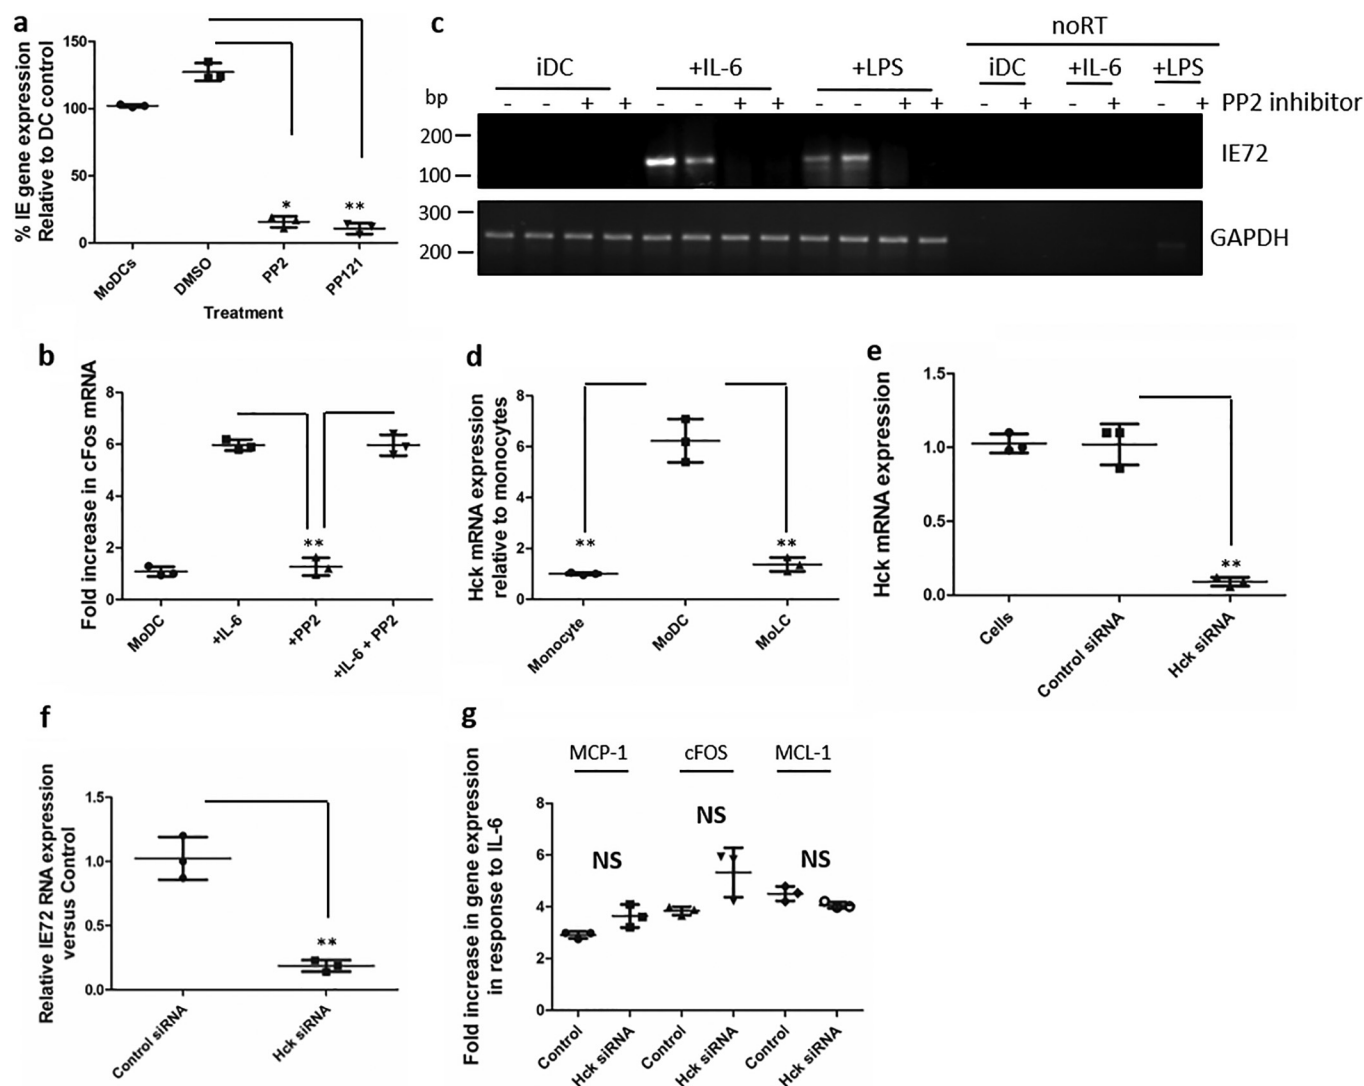 a
% IE gene expression
Relative to DC control
150
100
50
0
MoDCs
DMSO
PP2
PP121
*
**
Treatment
c
noRT
iDC
+IL-6
+LPS
iDC
+IL-6
+LPS
bp
- - + + - - + + - - + + - + - + - +
PP2 inhibitor
200
100
IE72
300
200
GAPDH
b
Fold increase in cFos mRNA
8
6
4
2
0
**
MoDC
+IL-6
+PP2
+IL-6 + PP2
d
Hck mRNA expression
relative to monocytes
8
6
4
2
0
**
**
Monocyte
MoDC
MoLC
e
Hck mRNA expression
1.5
1.0
0.5
0.0
**
Cells
Control siRNA
Hck siRNA
f
Relative IE72 RNA expression
versus Control
1.5
1.0
0.5
0.0
**
Control siRNA
Hck siRNA
g
MCP-1
cFOS
MCL-1
Fold increase in gene expression
in response to IL-6
8
6
4
2
0
NS
NS
NS
Control
Hck siRNA
Control
Hck siRNA
Control
Hck siRNA